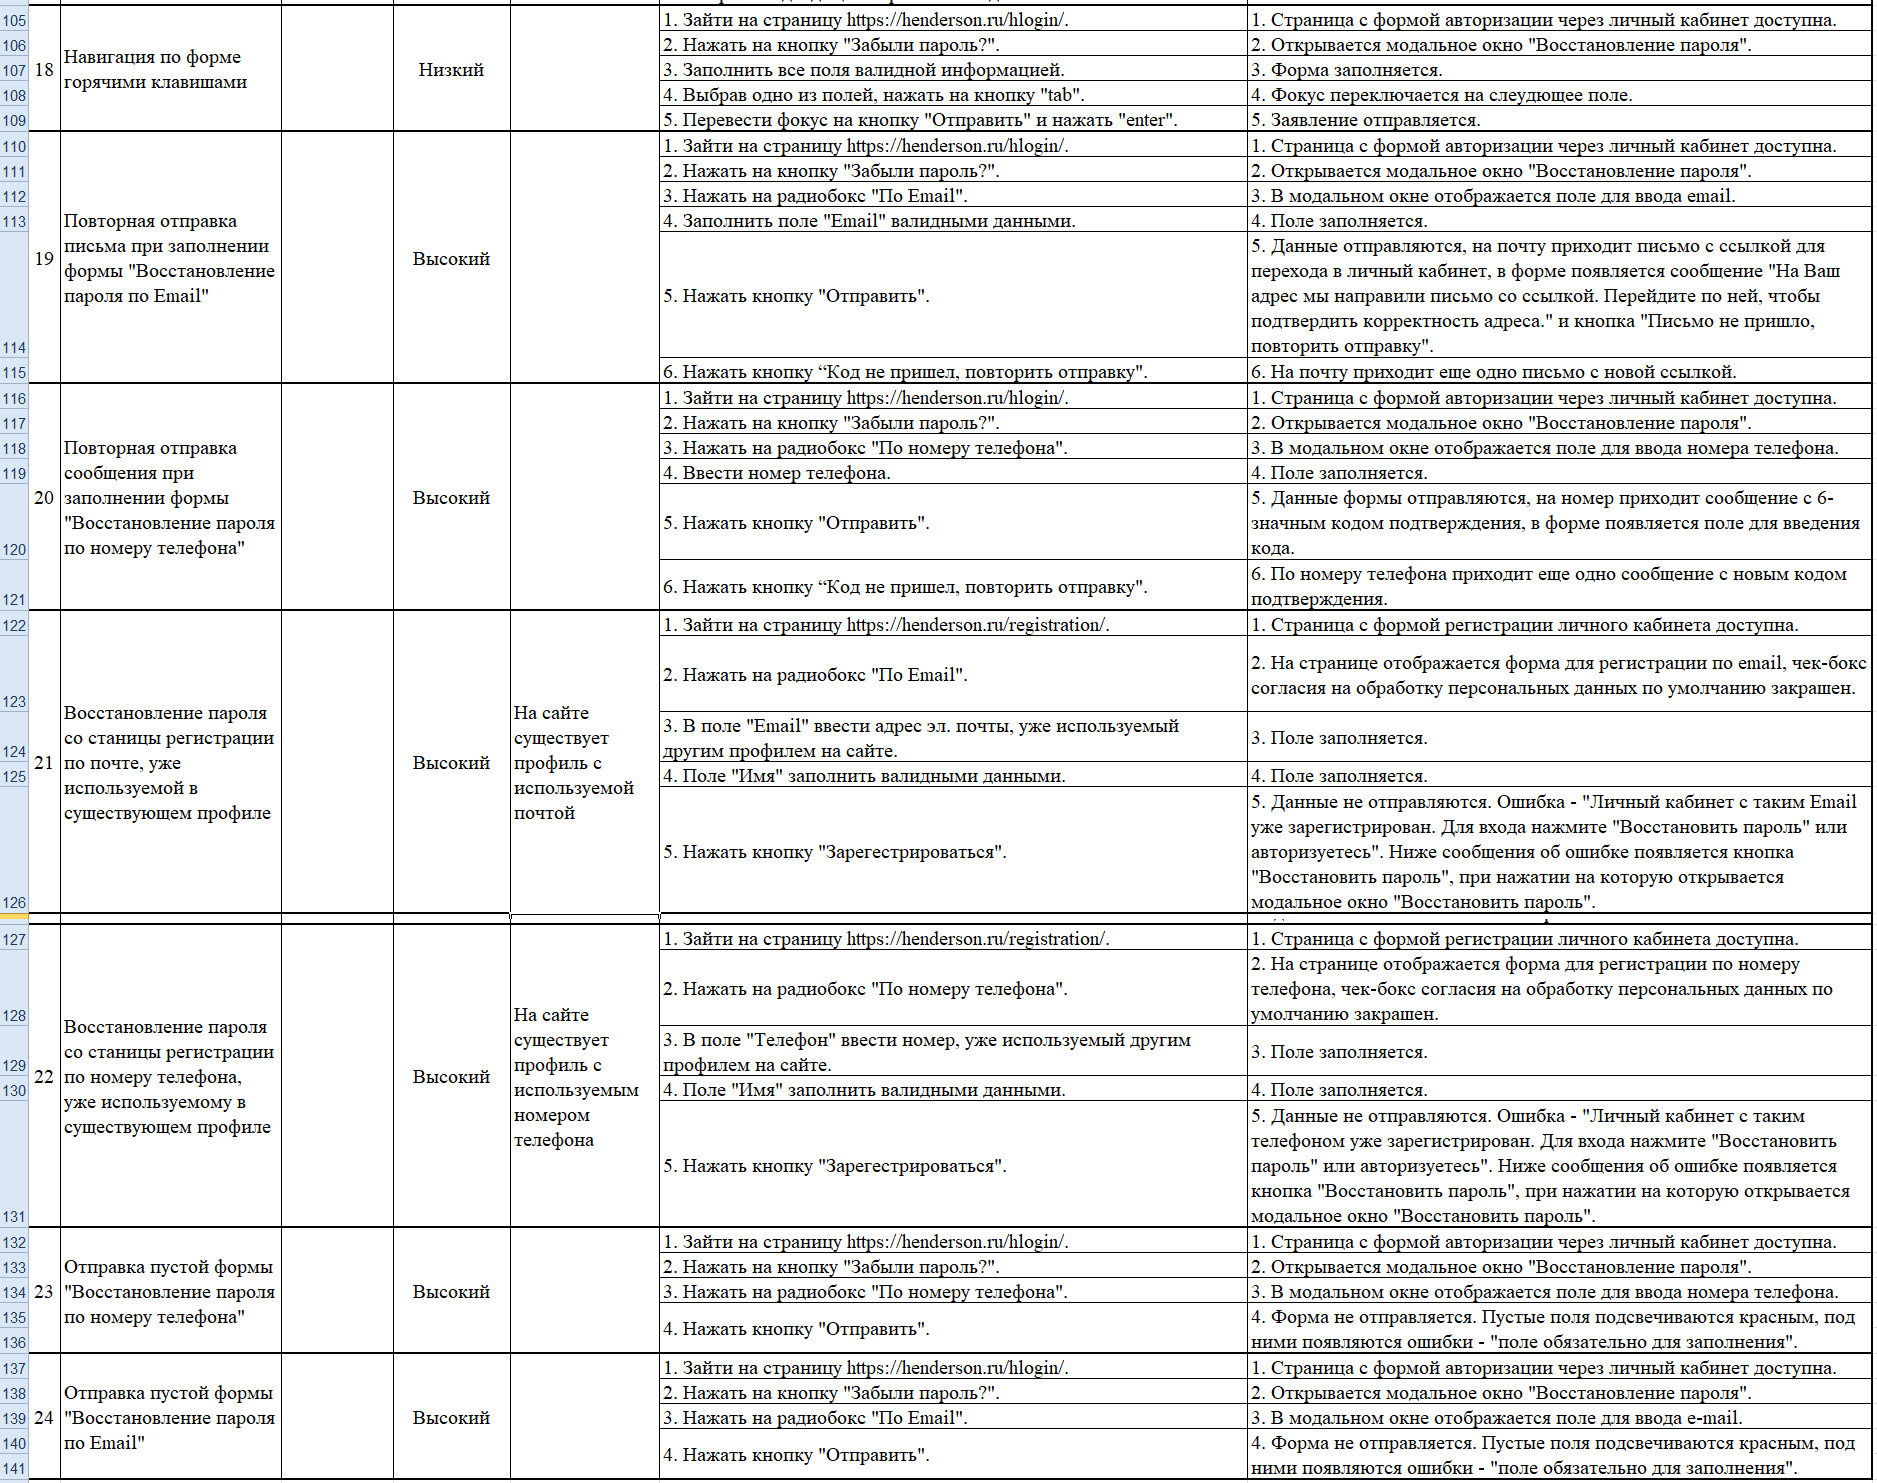 105
1. Зайти на страницу https://henderson.ru/hlogin/.
1. Страница с формой авторизации через личный кабинет доступна.
106
2. Нажать на кнопку "Забыли пароль?".
2. Открывается модальное окно "Восстановление пароля".
18
Навигация по форме
горячими клавишами
Низкий
107
3. Заполнить все поля валидной информацией.
3. Форма заполняется.
108
4. Выбрав одно из полей, нажать на кнопку "tab".
4. Фокус переключается на слеудющее поле.
109
5. Перевести фокус на кнопку "Отправить" и нажать "enter".
5. Заявление отправляется.
110
1. Зайти на страницу https://henderson.ru/hlogin/.
1. Страница с формой авторизации через личный кабинет доступна.
111
2. Нажать на кнопку "Забыли пароль?".
2. Открывается модальное окно "Восстановление пароля".
112
3. Нажать на радиобокс "По Email".
3. В модальном окне отображается поле для ввода email.
113
4. Заполнить поле "Email" валидными данными.
4. Поле заполняется.
19
Повторная отправка
письма при заполнении
формы "Восстановление
пароля по Email"
Высокий
114
5. Нажать кнопку "Отправить".
5. Данные отправляются, на почту приходит письмо с ссылкой для
перехода в личный кабинет, в форме появляется сообщение "На Ваш
адрес мы направили письмо со ссылкой. Перейдите по ней, чтобы
подтвердить корректность адреса." и кнопка "Письмо не пришло,
повторить отправку".
115
6. Нажать кнопку “Код не пришел, повторить отправку".
6. На почту приходит еще одно письмо с новой ссылкой.
116
1. Зайти на страницу https://henderson.ru/hlogin/.
1. Страница с формой авторизации через личный кабинет доступна.
117
2. Нажать на кнопку "Забыли пароль?".
2. Открывается модальное окно "Восстановление пароля".
118
3. Нажать на радиобокс "По номеру телефона".
3. В модальном окне отображается поле для ввода номера телефона.
119
4. Ввести номер телефона.
4. Поле заполняется.
20
Повторная отправка
сообщения при
заполнении формы
"Восстановление пароля
по номеру телефона"
Высокий
120
5. Нажать кнопку "Отправить".
5. Данные формы отправляются, на номер приходит сообщение с 6-
значным кодом подтверждения, в форме появляется поле для введения
кода.
121
6. Нажать кнопку “Код не пришел, повторить отправку".
6. По номеру телефона приходит еще одно сообщение с новым кодом
подтверждения.
122
1. Зайти на страницу https://henderson.ru/registration/.
1. Страница с формой регистрации личного кабинета доступна.
123
2. Нажать на радиобокс "По Email".
2. На странице отображается форма для регистрации по email, чек-бокс
согласия на обработку персональных данных по умолчанию закрашен.
21
Восстановление пароля
со станицы регистрации
по почте, уже
используемой в
существующем профиле
Высокий
На сайте
существует
профиль с
используемой
почтой
124
3. В поле "Email" ввести адрес эл. почты, уже используемый
другим профилем на сайте.
3. Поле заполняется.
125
4. Поле "Имя" заполнить валидными данными.
4. Поле заполняется.
126
5. Нажать кнопку "Зарегестрироваться".
5. Данные не отправляются. Ошибка - "Личный кабинет с таким Email
уже зарегистрирован. Для входа нажмите "Восстановить пароль" или
авторизуетесь". Ниже сообщения об ошибке появляется кнопка
"Восстановить пароль", при нажатии на которую открывается
модальное окно "Восстановить пароль".
127
1. Зайти на страницу https://henderson.ru/registration/.
1. Страница с формой регистрации личного кабинета доступна.
128
2. Нажать на радиобокс "По номеру телефона".
2. На странице отображается форма для регистрации по номеру
телефона, чек-бокс согласия на обработку персональных данных по
умолчанию закрашен.
22
Восстановление пароля
со станицы регистрации
по номеру телефона,
уже используемому в
существующем профиле
Высокий
На сайте
существует
профиль с
используемым
номером
телефона
129
3. В поле "Телефон" ввести номер, уже используемый другим
профилем на сайте.
3. Поле заполняется.
130
4. Поле "Имя" заполнить валидными данными.
4. Поле заполняется.
131
5. Нажать кнопку "Зарегестрироваться".
5. Данные не отправляются. Ошибка - "Личный кабинет с таким
телефоном уже зарегистрирован. Для входа нажмите "Восстановить
пароль" или авторизуетесь". Ниже сообщения об ошибке появляется
кнопка "Восстановить пароль", при нажатии на которую открывается
модальное окно "Восстановить пароль".
132
1. Зайти на страницу https://henderson.ru/hlogin/.
1. Страница с формой авторизации через личный кабинет доступна.
133
2. Нажать на кнопку "Забыли пароль?".
2. Открывается модальное окно "Восстановление пароля".
23
Отправка пустой формы
"Восстановление пароля
по номеру телефона"
Высокий
134
3. Нажать на радиобокс "По номеру телефона".
3. В модальном окне отображается поле для ввода номера телефона.
135
136
4. Нажать кнопку "Отправить".
4. Форма не отправляется. Пустые поля подсвечиваются красным, под
ними появляются ошибки - "поле обязательно для заполнения".
137
1. Зайти на страницу https://henderson.ru/hlogin/.
1. Страница с формой авторизации через личный кабинет доступна.
138
2. Нажать на кнопку "Забыли пароль?".
2. Открывается модальное окно "Восстановление пароля".
24
Отправка пустой формы
"Восстановление пароля
по Email"
Высокий
139
3. Нажать на радиобокс "По Email".
3. В модальном окне отображается поле для ввода e-mail.
140
141
4. Нажать кнопку "Отправить".
4. Форма не отправляется. Пустые поля подсвечиваются красным, под
ними появляются ошибки - "поле обязательно для заполнения".